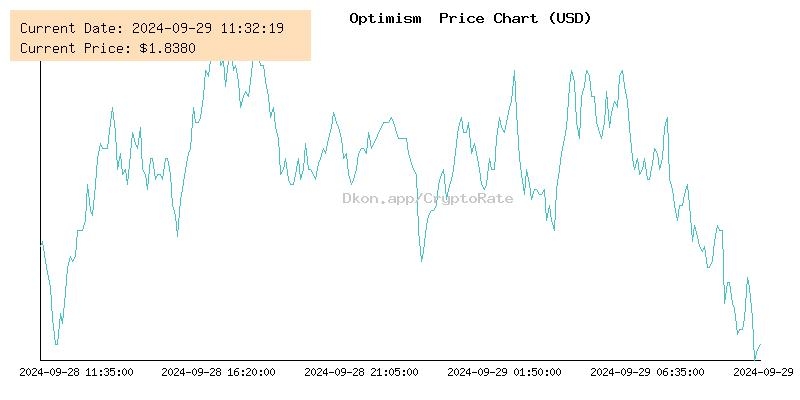 Optimism  Price Chart (USD)
Current Date: 2024-09-29 11:32:19
Current Price: $1.8380
Dkon.app/CryptoRate
2024-09-28 11:35:00 2024-09-28 16:20:00 2024-09-28 21:05:00 2024-09-29 01:50:00 2024-09-29 06:35:00 2024-09-29